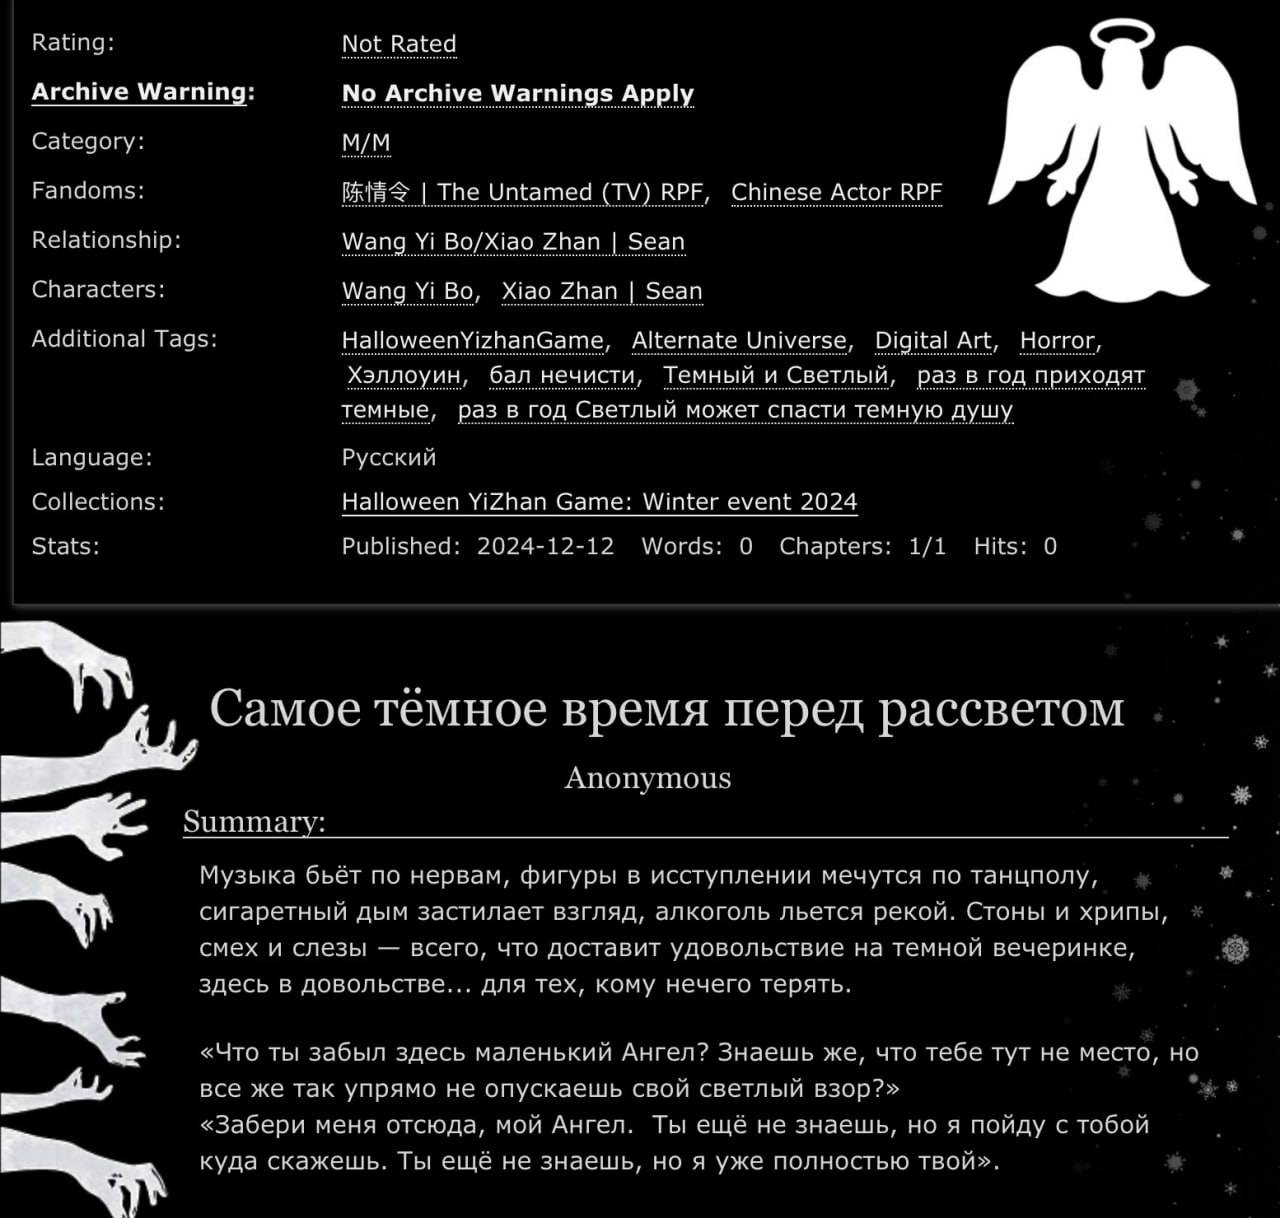 Rating: Not Rated
Archive Warning: No Archive Warnings Apply
Category: M/M
Fandoms: 陈情令 | The Untamed (TV) RPF, Chinese Actor RPF
Relationship: Wang Yi Bo/Xiao Zhan | Sean
Characters: Wang Yi Bo, Xiao Zhan | Sean
Additional Tags: HalloweenYizhanGame, Alternate Universe, Digital Art, Horror,
Хэллоуин, бал нечисти, Темный и Светлый, раз в год приходят
темные, раз в год Светлый может спасти темную душу
Language: Русский
Collections: Halloween YiZhan Game: Winter event 2024
Stats: Published: 2024-12-12 Words: 0 Chapters: 1/1 Hits: 0
Самое тёмное время перед рассветом
Anonymous
Summary:
Музыка бьёт по нервам, фигуры в исступлении мечутся по танцполу,
сигаретный дым застилает взгляд, алкоголь льется рекой. Стоны и хрипы,
смех и слезы — всего, что доставит удовольствие на темной вечеринке,
здесь в довольстве... для тех, кому нечего терять.
«Что ты забыл здесь маленький Ангел? Знаешь же, что тебе тут не место, но
все же так упрямо не опускаешь свой светлый взор?»
«Забери меня отсюда, мой Ангел. Ты ещё не знаешь, но я пойду с тобой
куда скажешь. Ты ещё не знаешь, но я уже полностью твой».